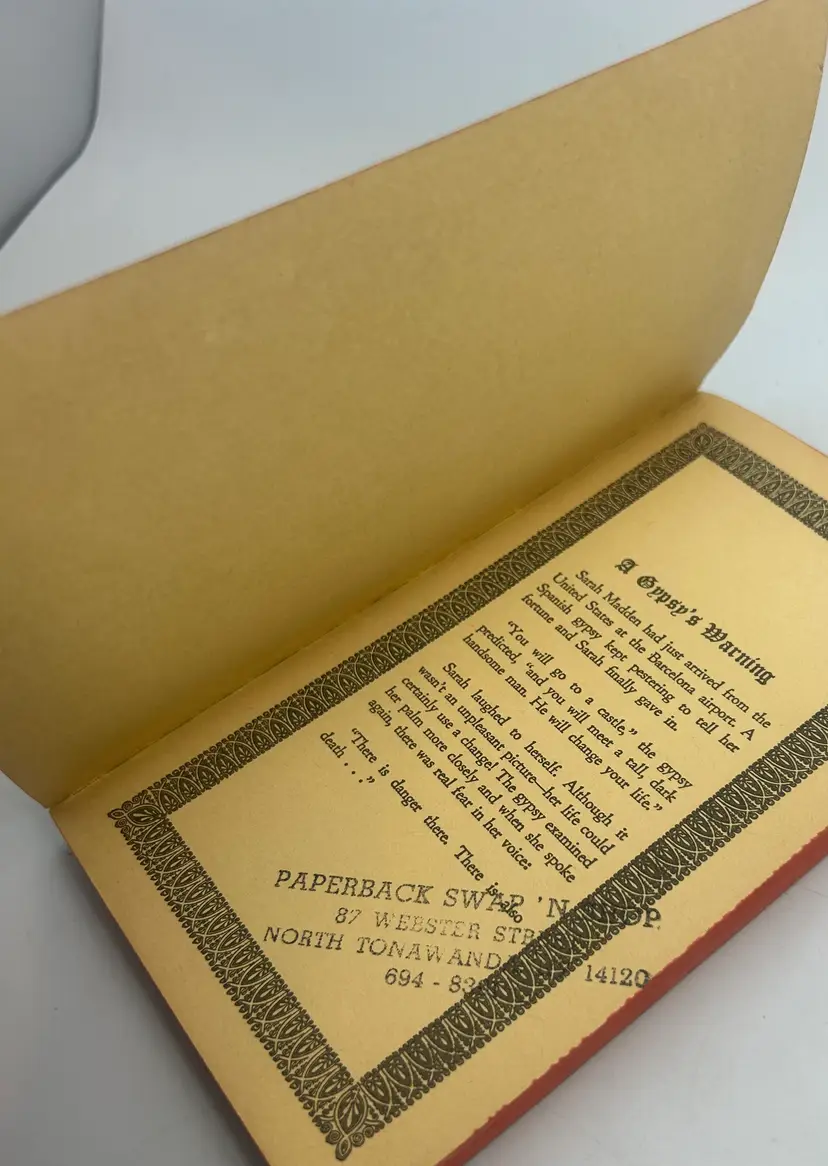 A Gypsy's Warning
Sarah Madden had just arrived from the
United States at the Barcelona airport. A
Spanish gypsy kept pestering to tell her
fortune and Sarah finally gave in.
"You will go to a castle," the gypsy
predicted, "and you will meet a tall, dark
handsome man. He will change your life."
Sarah laughed to herself. Although it
wasn't an unpleasant picture—her life could
certainly use a change! The gypsy examined
her palm more closely and when she spoke
again, there was real fear in her voice:
"There is danger there. There is also
death . . ."
PAPERBACK SWAP 'N
87 WEBSTER
NORTH
694 - 14120